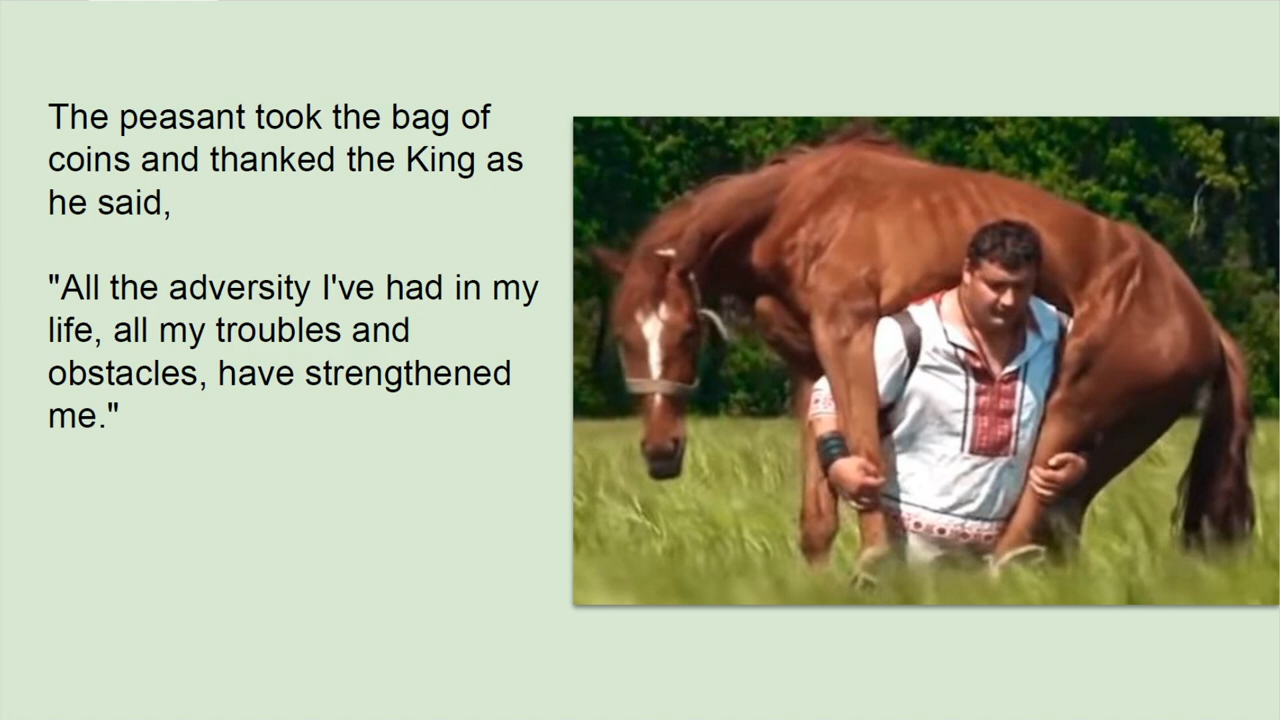 The peasant took the bag of
coins and thanked the King as
he said,
"All the adversity I've had in my
life, all my troubles and
obstacles, have strengthened
me."